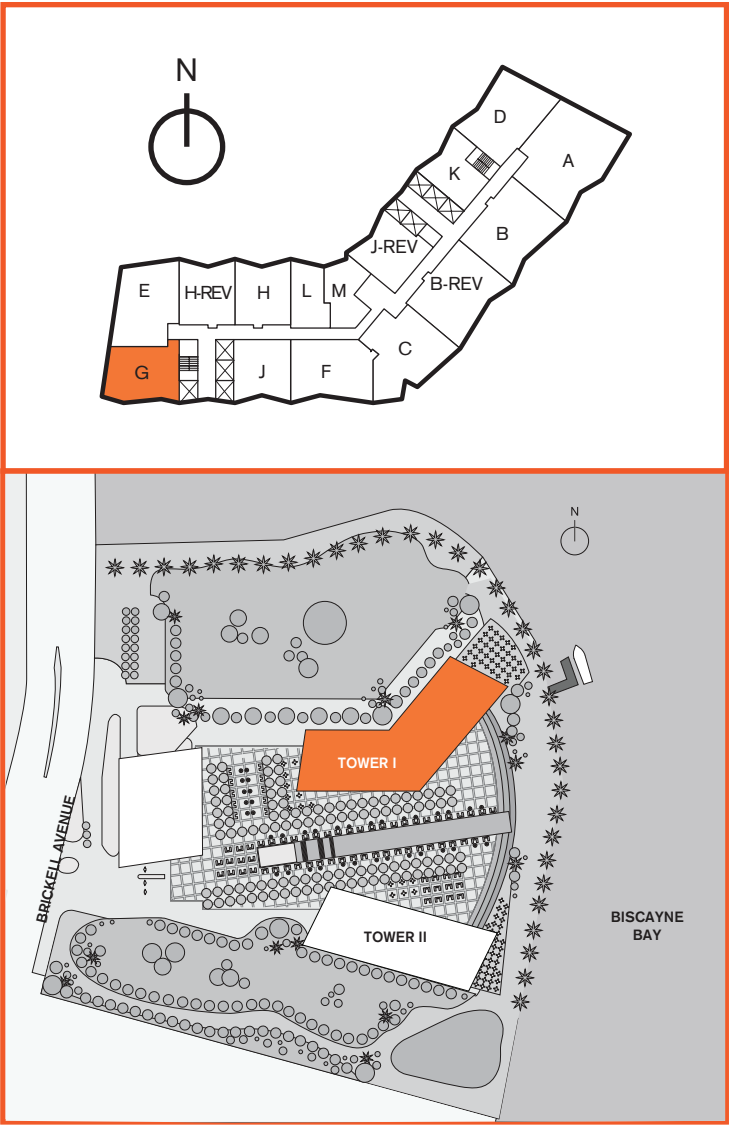 N
D
A
K
B
J-REV
B-REV
E
H-REV
H
L
M
C
G
J
F
N
TOWER I
BRICKELL AVENUE
TOWER II
BISCAYNE
BAY